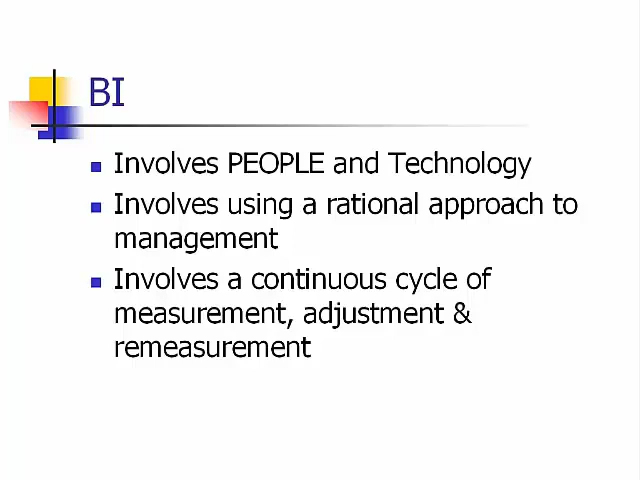 BI
Involves PEOPLE and Technology
Involves using a rational approach to
management
Involves a continuous cycle of
measurement, adjustment &
remeasurement